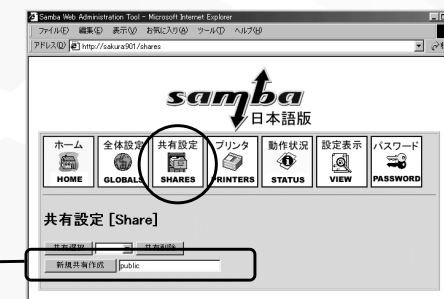 Samba Web Administration Tool - Microsoft Internet Explorer
ファイル(F) 編集(E) 表示(V) お気に入り(A) ツール(T) ヘルプ(H)
アドレス(D) http://sakura:901/shares
samba
日本語版
ホーム 全体設定 共有設定 プリンタ 動作状況 設定表示 パスワード
HOME GLOBALS SHARES PRINTERS STATUS VIEW PASSWORD
共有設定 [Share]
共有選択 共有削除
新規共有作成 public